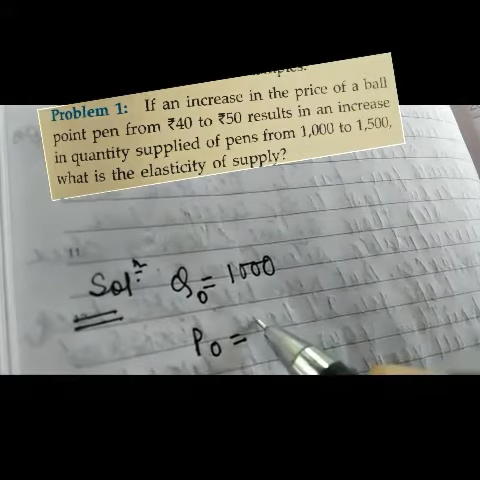 Problem 1: If an increase in the price of a ball
point pen from ₹40 to ₹50 results in an increase
in quantity supplied of pens from 1,000 to 1,500,
what is the elasticity of supply?
11
Solⁿ: Q₀ = 1000
P₀ =